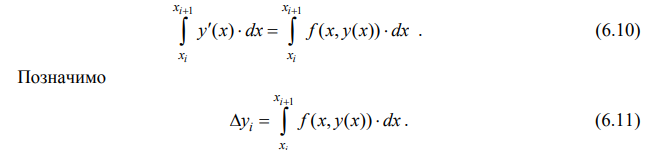 ∫_{x_i}^{x_{i+1}} y′(x)·dx = ∫_{x_i}^{x_{i+1}} f(x, y(x))·dx . (6.10)
Позначимо
Δy_i = ∫_{x_i}^{x_{i+1}} f(x, y(x))·dx . (6.11)